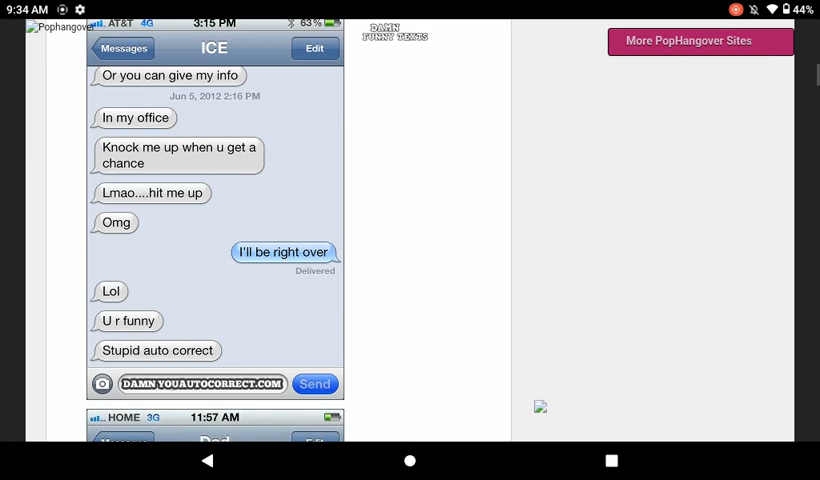 9:34 AM
44%
Pophangover
AT&T 4G 3:15 PM 63%
DAMN
FUNNY TEXTS
More PopHangover Sites
Messages
ICE
Edit
Or you can give my info
Jun 5, 2012 2:16 PM
In my office
Knock me up when u get a
chance
Lmao....hit me up
Omg
I'll be right over
Delivered
Lol
U r funny
Stupid auto correct
DAMNYOUAUTOCORRECT.COM
Send
HOME 3G 11:57 AM
Messages
Dad
Edit